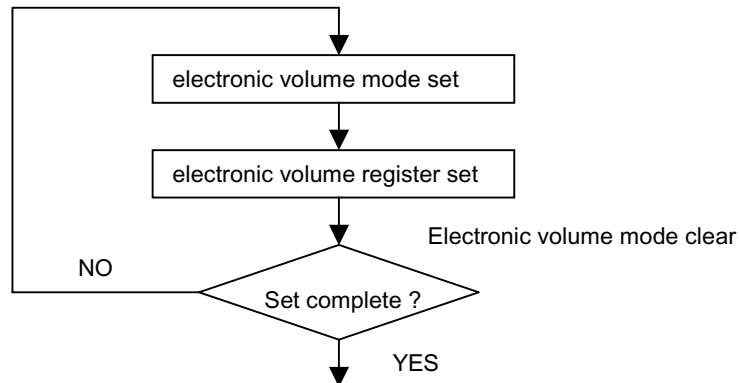 electronic volume mode set
electronic volume register set
Electronic volume mode clear
NO
Set complete ?
YES